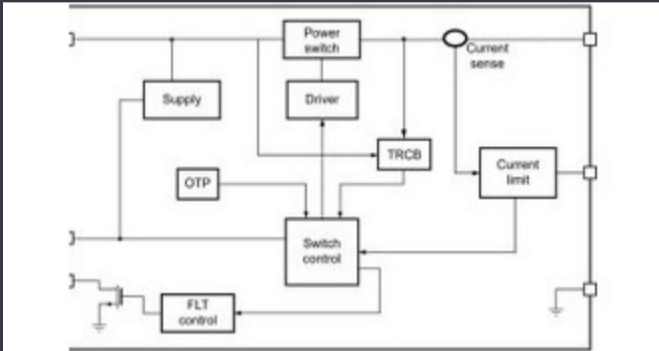 Power
switch
Current
sense
Supply
Driver
TRCB
Current
limit
OTP
Switch
control
FLT
control